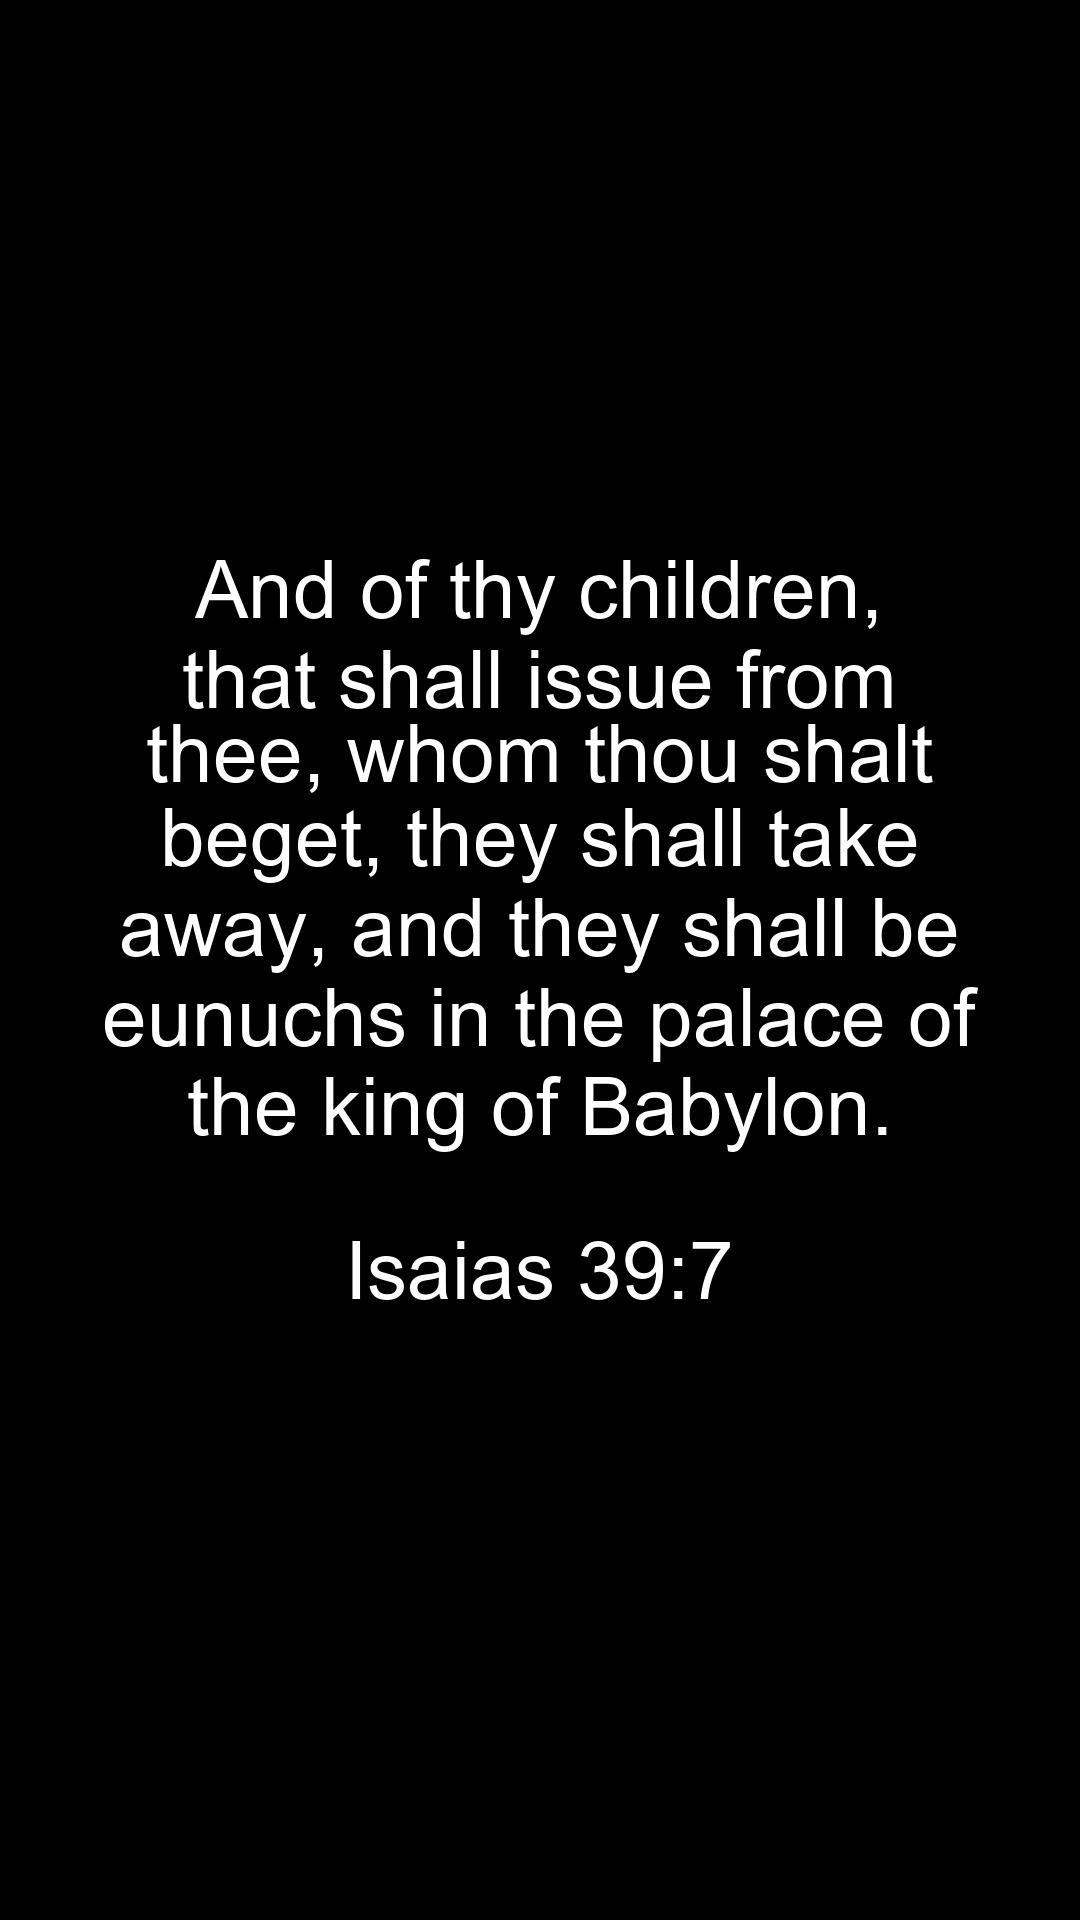 And of thy children,
that shall issue from
thee, whom thou shalt
beget, they shall take
away, and they shall be
eunuchs in the palace of
the king of Babylon.
Isaias 39:7